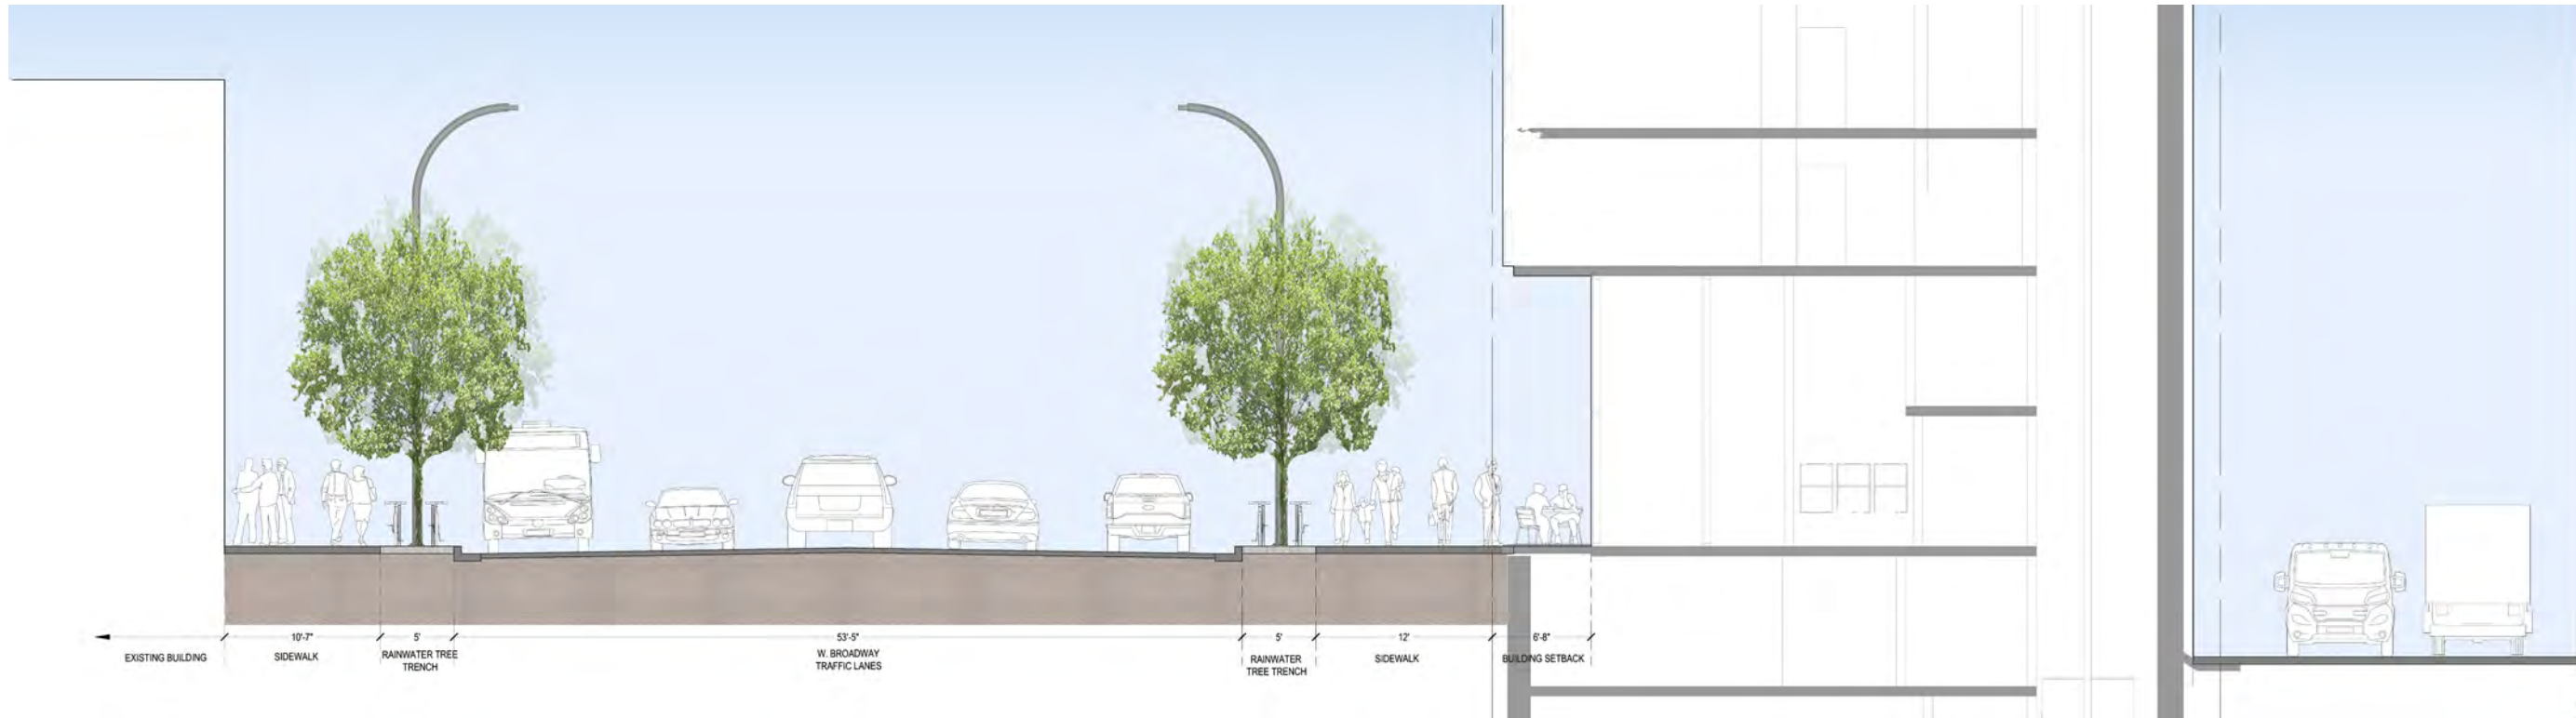 10'-7"
5'
53'-5"
5'
12'
6'-8"
EXISTING BUILDING
SIDEWALK
RAINWATER TREE
TRENCH
W. BROADWAY
TRAFFIC LANES
RAINWATER
TREE TRENCH
SIDEWALK
BUILDING SETBACK